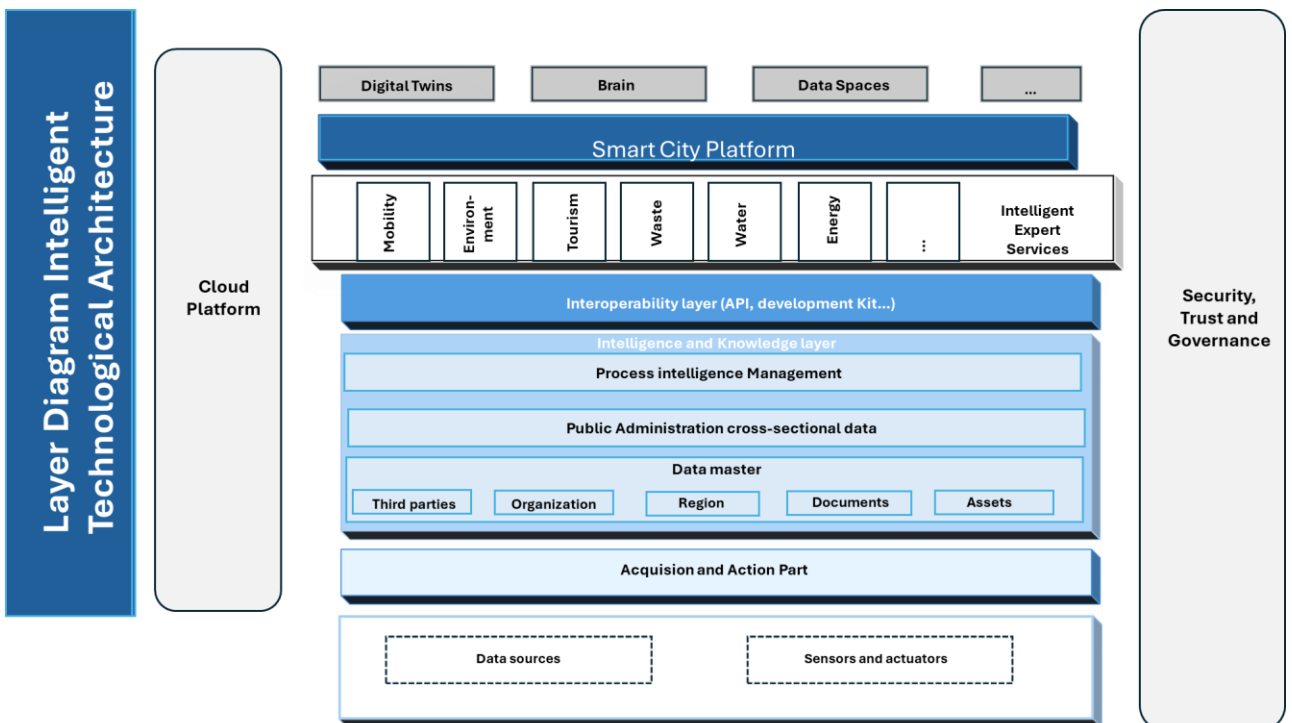 Layer Diagram Intelligent
Technological Architecture
Cloud
Platform
Digital Twins
Brain
Data Spaces
...
Smart City Platform
Mobility
Environ-
ment
Tourism
Waste
Water
Energy
...
Intelligent
Expert
Services
Interoperability layer (API, development Kit...)
Intelligence and Knowledge layer
Process intelligence Management
Public Administration cross-sectional data
Data master
Third parties
Organization
Region
Documents
Assets
Acquision and Action Part
Data sources
Sensors and actuators
Security,
Trust and
Governance